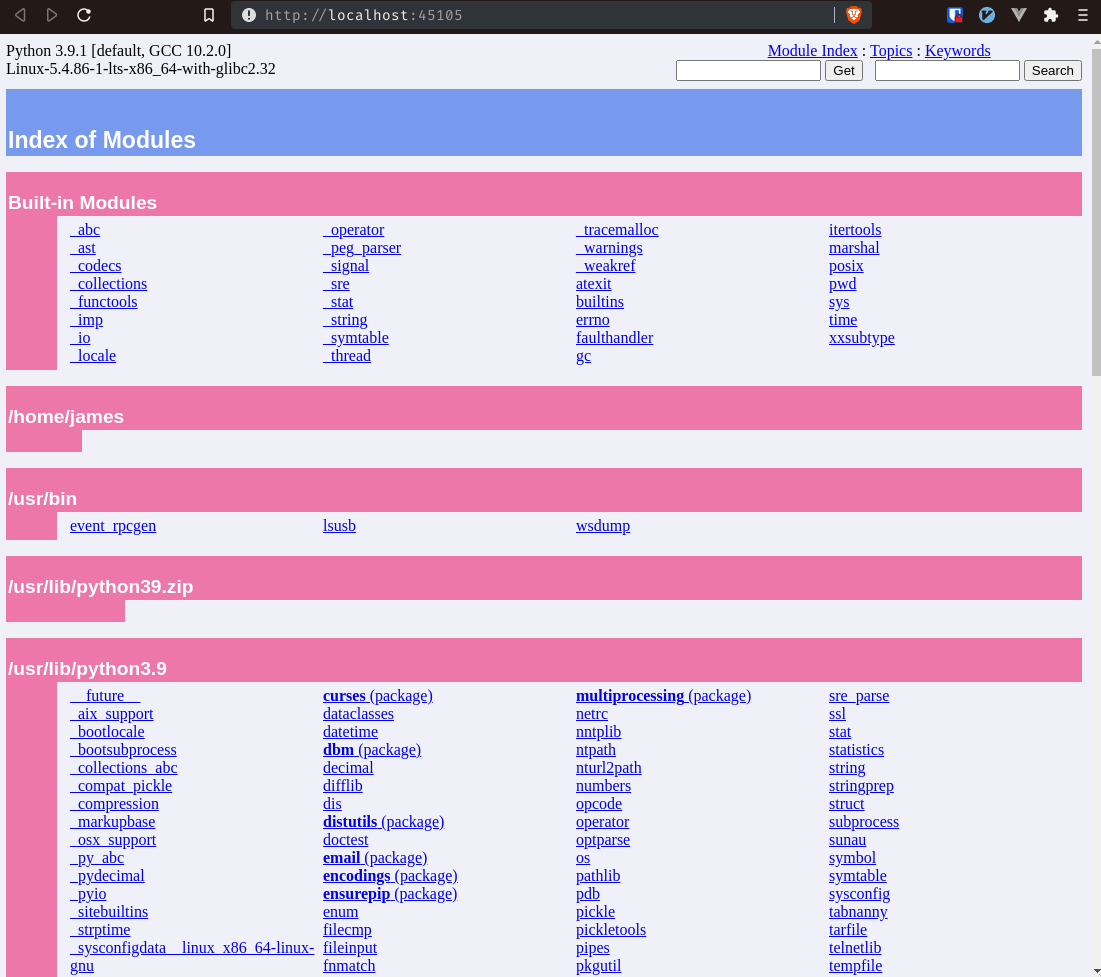 http://localhost:45105
Python 3.9.1 [default, GCC 10.2.0]
Linux-5.4.86-1-lts-x86_64-with-glibc2.32
Module Index : Topics : Keywords
Get Search
Index of Modules
Built-in Modules
_abc _operator _tracemalloc itertools
_ast _peg_parser _warnings marshal
_codecs _signal _weakref posix
_collections _sre atexit pwd
_functools _stat builtins sys
_imp _string errno time
_io _symtable faulthandler xxsubtype
_locale _thread gc
/home/james
/usr/bin
event_rpcgen lsusb wsdump
/usr/lib/python39.zip
/usr/lib/python3.9
__future__ curses (package) multiprocessing (package) sre_parse
_aix_support dataclasses netrc ssl
_bootlocale datetime nntplib stat
_bootsubprocess dbm (package) ntpath statistics
_collections_abc decimal nturl2path string
_compat_pickle difflib numbers stringprep
_compression dis opcode struct
_markupbase distutils (package) operator subprocess
_osx_support doctest optparse sunau
_py_abc email (package) os symbol
_pydecimal encodings (package) pathlib symtable
_pyio ensurepip (package) pdb sysconfig
_sitebuiltins enum pickle tabnanny
_strptime filecmp pickletools tarfile
_sysconfigdata__linux_x86_64-linux- fileinput pipes telnetlib
gnu fnmatch pkgutil tempfile